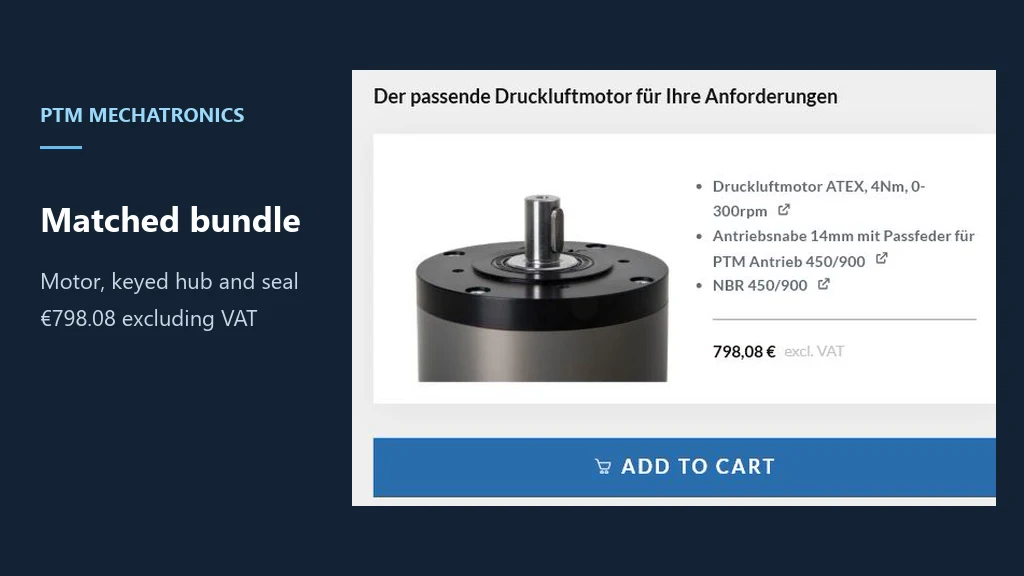 PTM MECHATRONICS
Matched bundle
Motor, keyed hub and seal
€798.08 excluding VAT
Der passende Druckluftmotor für Ihre Anforderungen
Druckluftmotor ATEX, 4Nm, 0-
300rpm
Antriebsnabe 14mm mit Passfeder für
PTM Antrieb 450/900
NBR 450/900
798,08 € excl. VAT
ADD TO CART